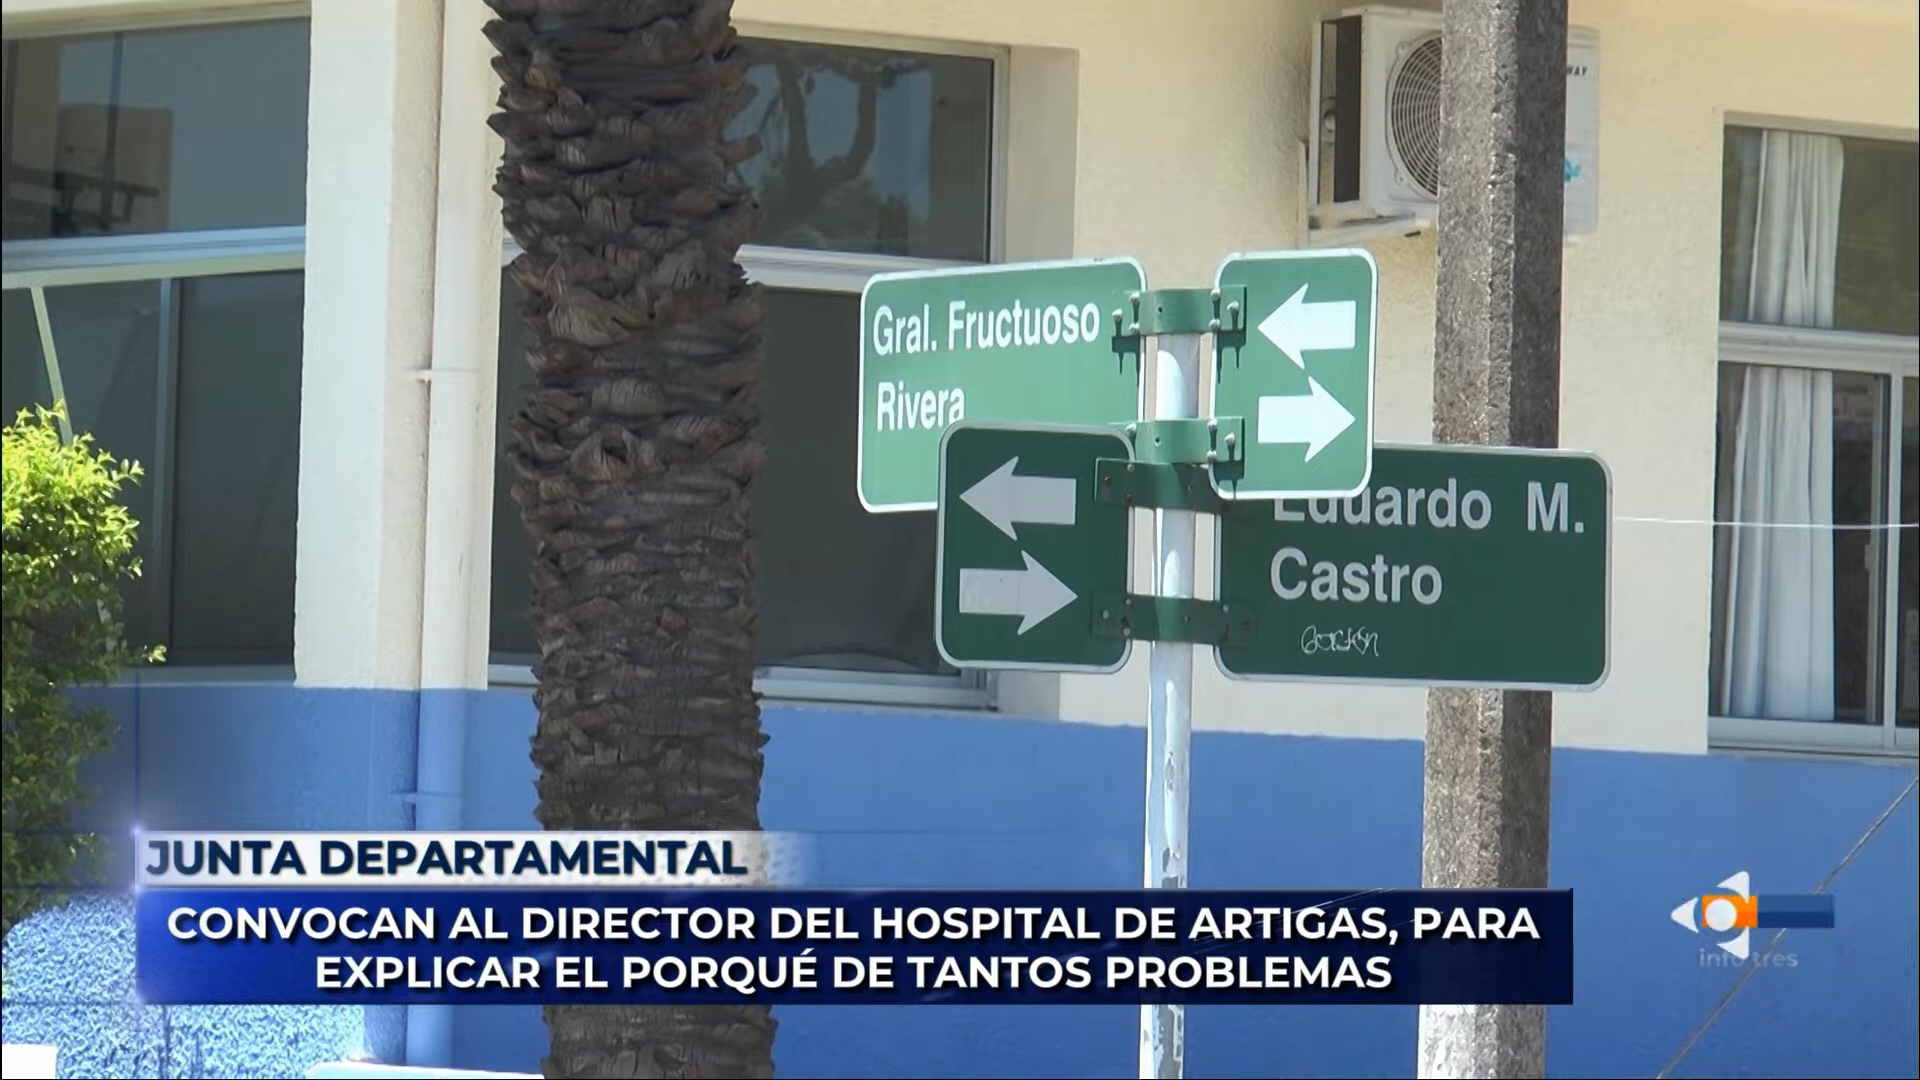 WAY
Gral. Fructuoso
Rivera
Eduardo M.
Castro
JUNTA DEPARTAMENTAL
CONVOCAN AL DIRECTOR DEL HOSPITAL DE ARTIGAS, PARA
EXPLICAR EL PORQUÉ DE TANTOS PROBLEMAS
info tres